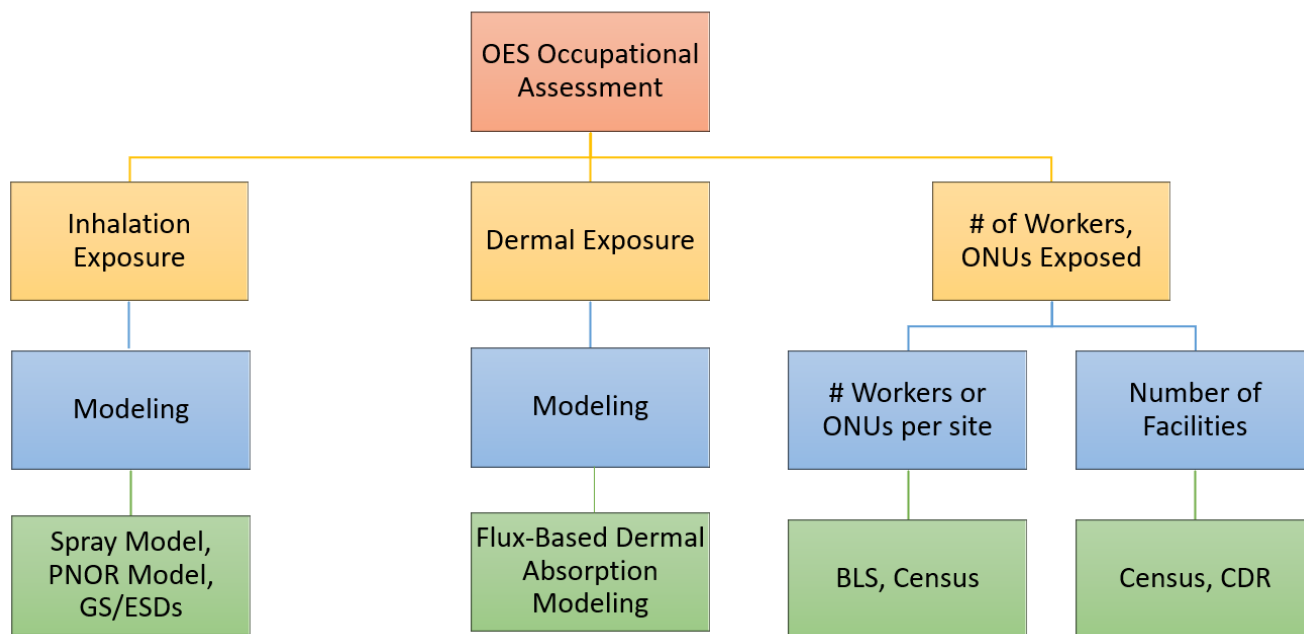 OES Occupational
Assessment
Inhalation
Exposure
Dermal Exposure
# of Workers,
ONUs Exposed
Modeling
Modeling
# Workers or
ONUs per site
Number of
Facilities
Spray Model,
PNOR Model,
GS/ESDs
Flux-Based Dermal
Absorption
Modeling
BLS, Census
Census, CDR